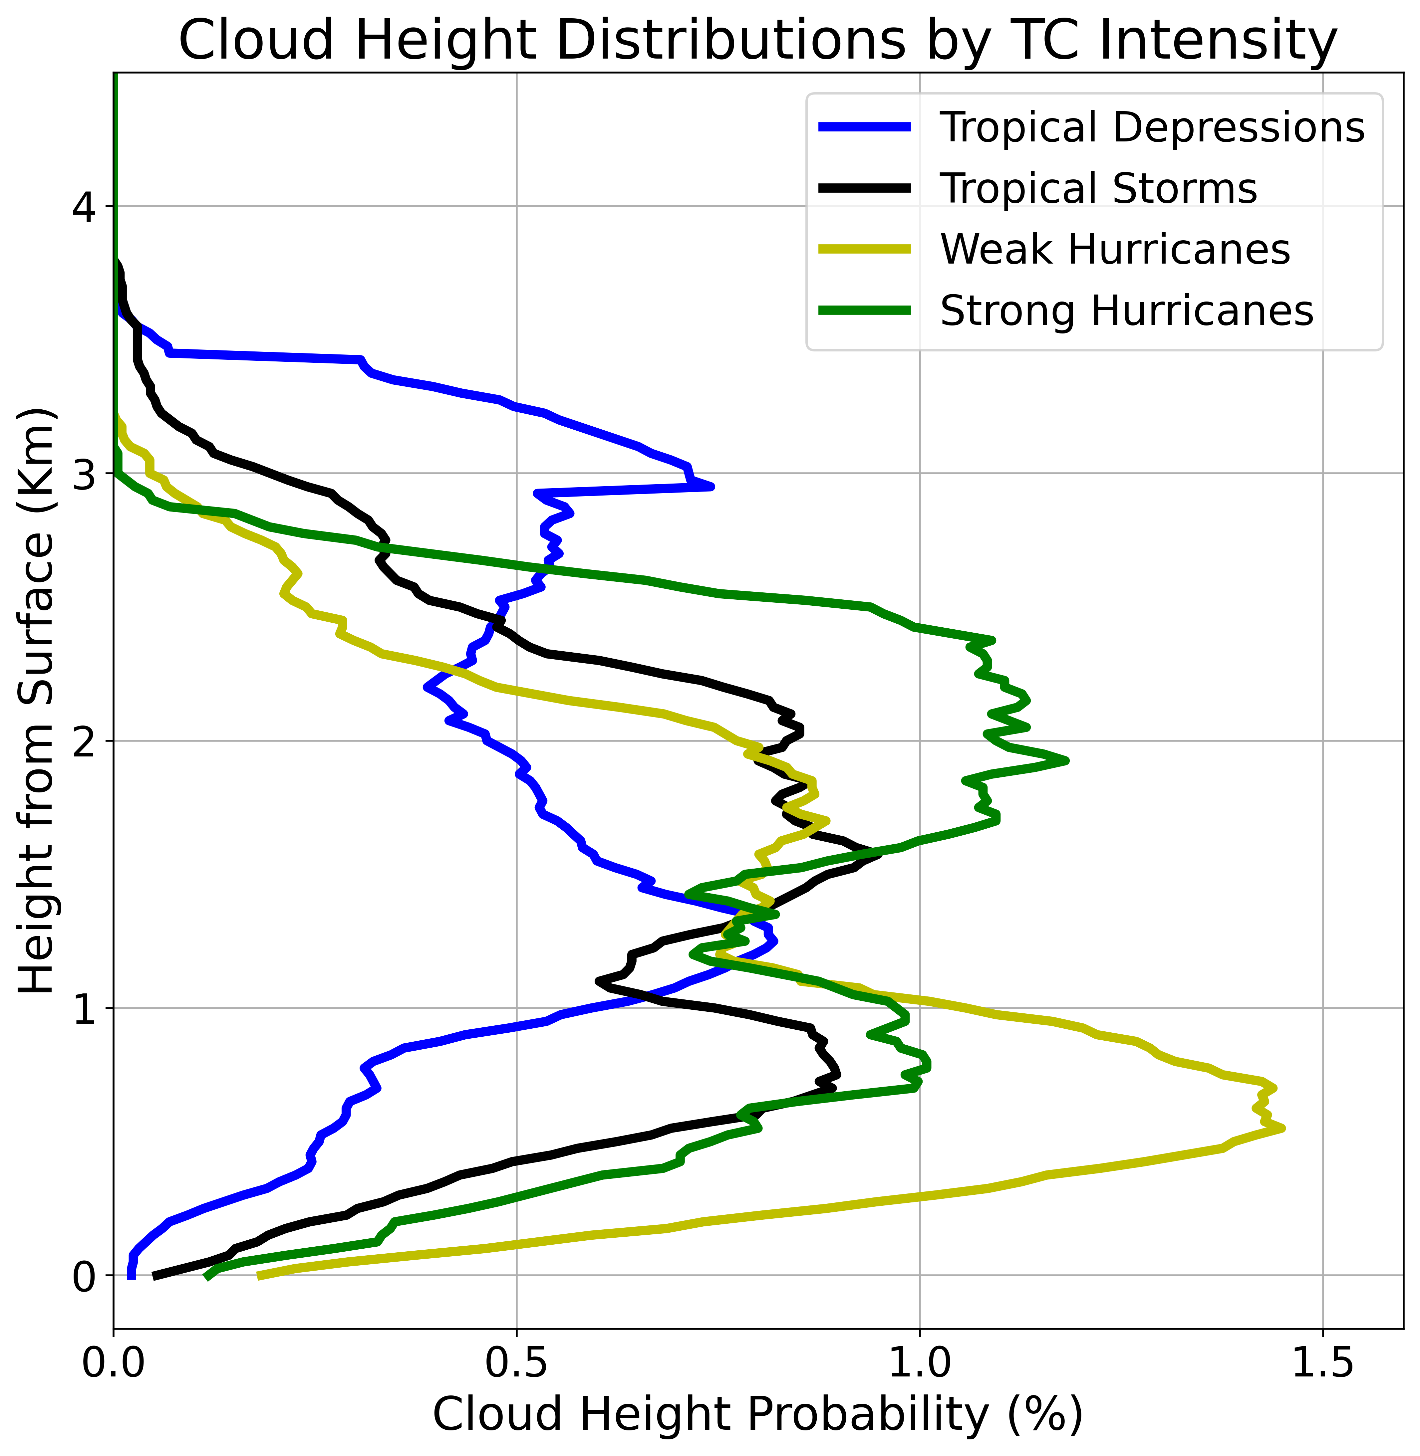 Cloud Height Distributions by TC Intensity
Tropical Depressions
Tropical Storms
Weak Hurricanes
Strong Hurricanes
Height from Surface (Km)
4
3
2
1
0
0.0 0.5 1.0 1.5
Cloud Height Probability (%)